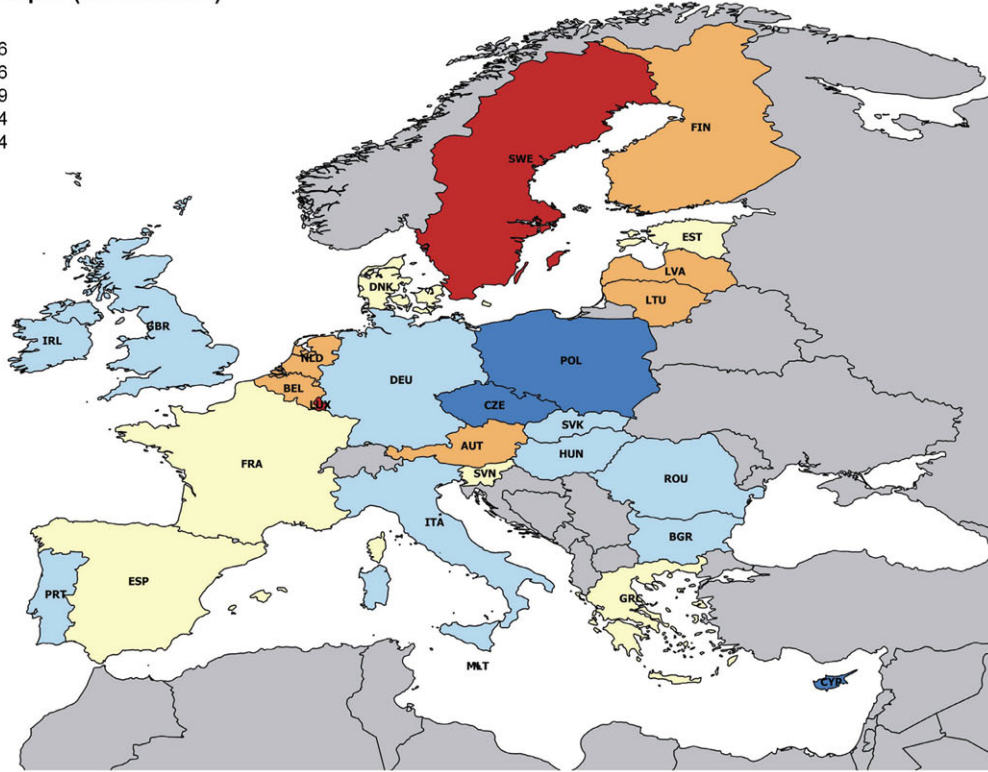 6
6
9
4
4
SWE
FIN
EST
LVA
LTU
DNK
GBR
IRL
NLD
BEL
LUX
DEU
POL
CZE
SVK
AUT
HUN
SVN
FRA
ROU
ITA
BGR
PRT
ESP
GRC
MLT
CYP